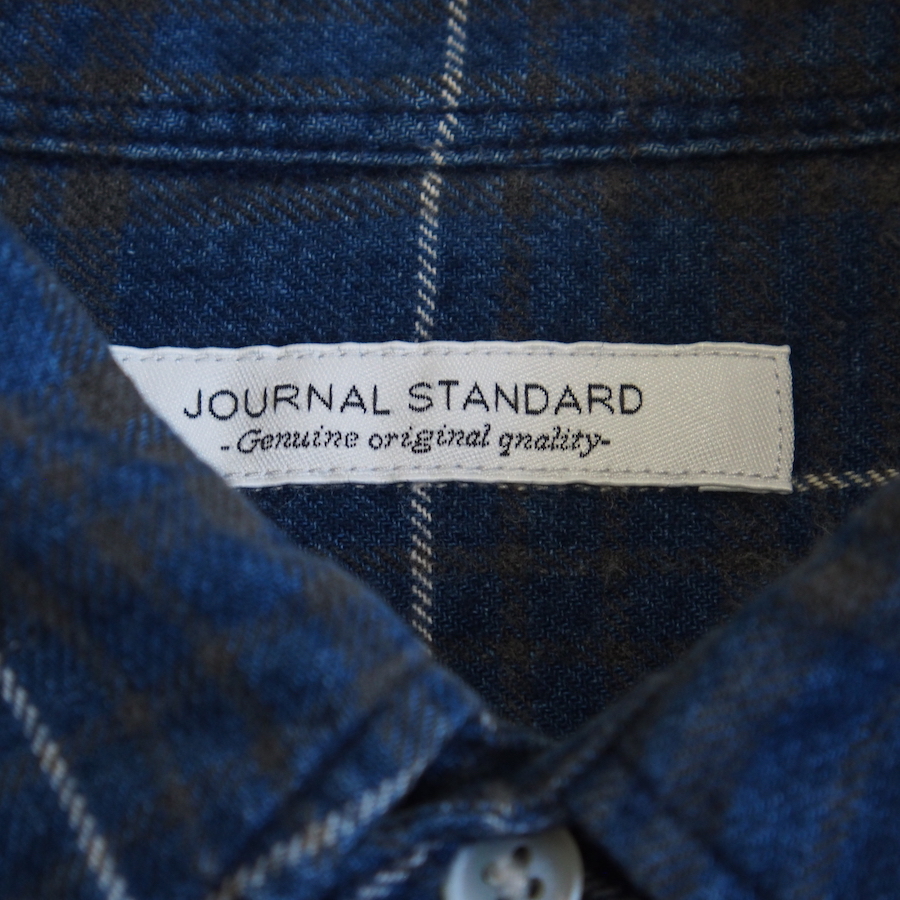 JOURNAL STANDARD
-Genuine original qnality-